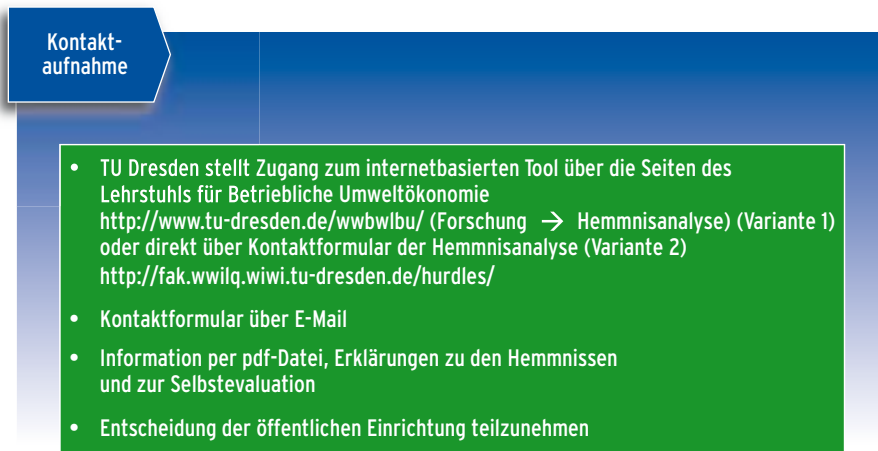 Kontakt-
aufnahme
• TU Dresden stellt Zugang zum internetbasierten Tool über die Seiten des
Lehrstuhls für Betriebliche Umweltökonomie
http://www.tu-dresden.de/wwbwlbu/ (Forschung → Hemmnisanalyse) (Variante 1)
oder direkt über Kontaktformular der Hemmnisanalyse (Variante 2)
http://fak.wwilq.wiwi.tu-dresden.de/hurdles/
• Kontaktformular über E-Mail
• Information per pdf-Datei, Erklärungen zu den Hemmnissen
und zur Selbstevaluation
• Entscheidung der öffentlichen Einrichtung teilzunehmen